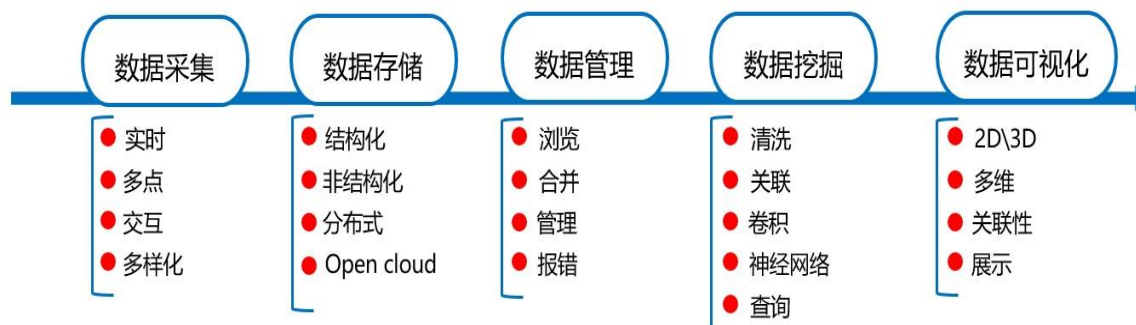 数据采集
数据存储
数据管理
数据挖掘
数据可视化
实时
多点
交互
多样化
结构化
非结构化
分布式
Open cloud
浏览
合并
管理
报错
清洗
关联
卷积
神经网络
查询
2D\3D
多维
关联性
展示